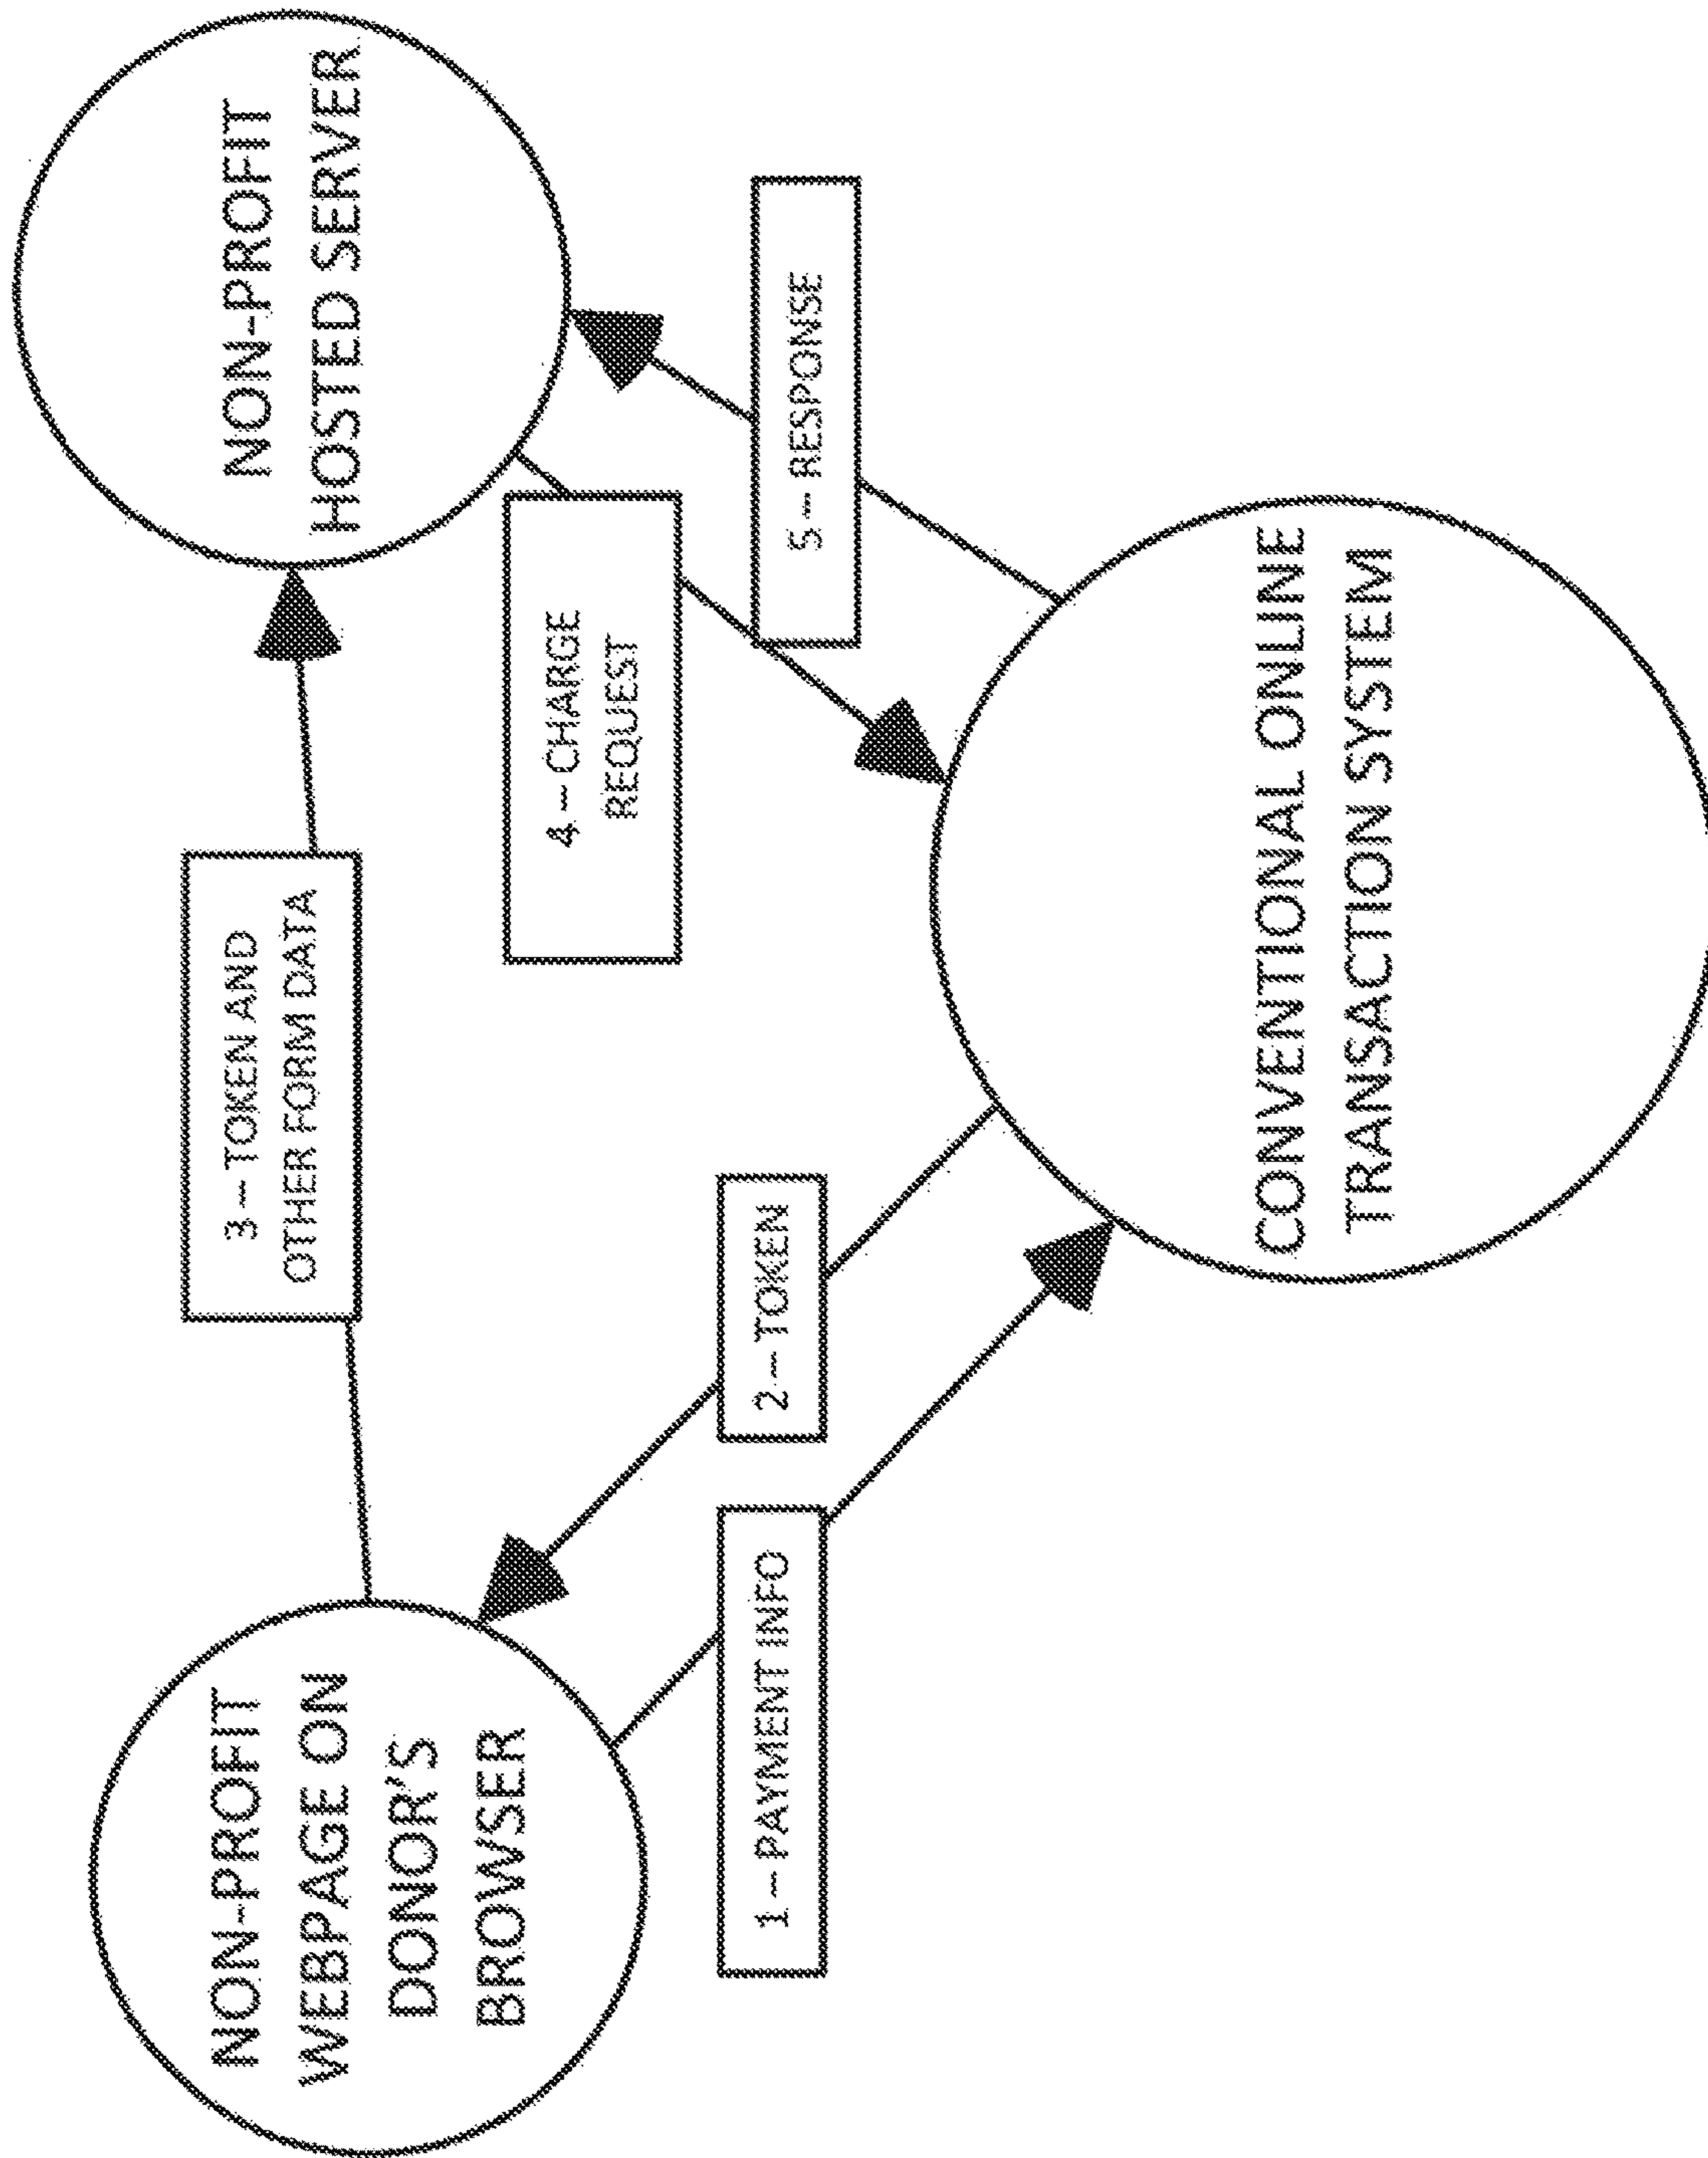 NON-PROFIT
WEBPAGE ON
DONOR'S
BROWSER
3 – TOKEN AND
OTHER FORM DATA
NON-PROFIT
HOSTED SERVER
4 – CHARGE
REQUEST
1 – PAYMENT INFO
2 – TOKEN
5 – RESPONSE
CONVENTIONAL ONLINE
TRANSACTION SYSTEM